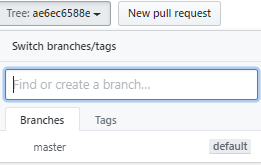 Tree: ae6ec6588e New pull request
Switch branches/tags
Find or create a branch...
Branches Tags
master default